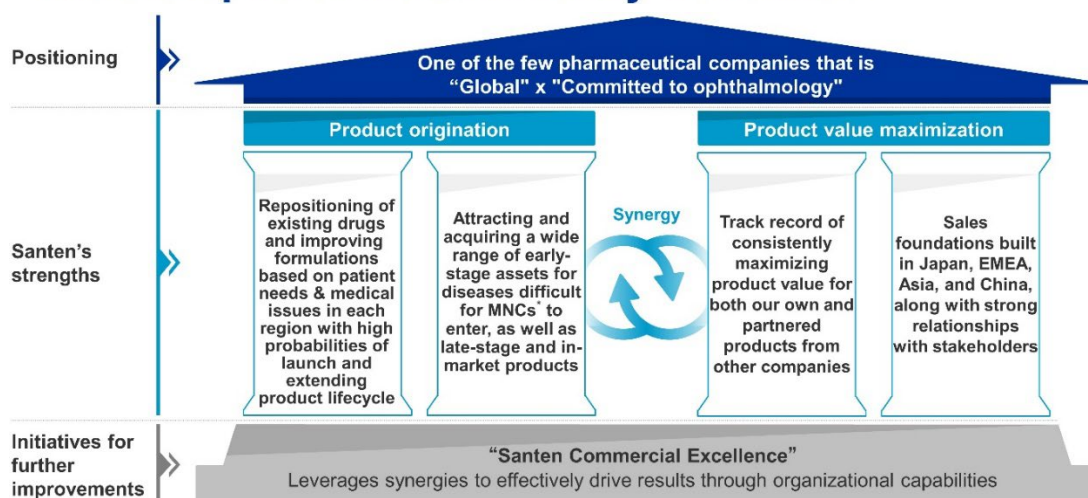 Positioning
One of the few pharmaceutical companies that is
“Global" x "Committed to ophthalmology"
Product origination
Product value maximization
Santen’s
strengths
Repositioning of
existing drugs
and improving
formulations
based on patient
needs & medical
issues in each
region with high
probabilities of
launch and
extending
product lifecycle
Attracting and
acquiring a wide
range of early-
stage assets for
diseases difficult
for MNCs* to
enter, as well as
late-stage and in-
market products
Synergy
Track record of
consistently
maximizing
product value for
both our own and
partnered
products from
other companies
Sales
foundations built
in Japan, EMEA,
Asia, and China,
along with strong
relationships
with stakeholders
Initiatives for
further
improvements
“Santen Commercial Excellence”
Leverages synergies to effectively drive results through organizational capabilities